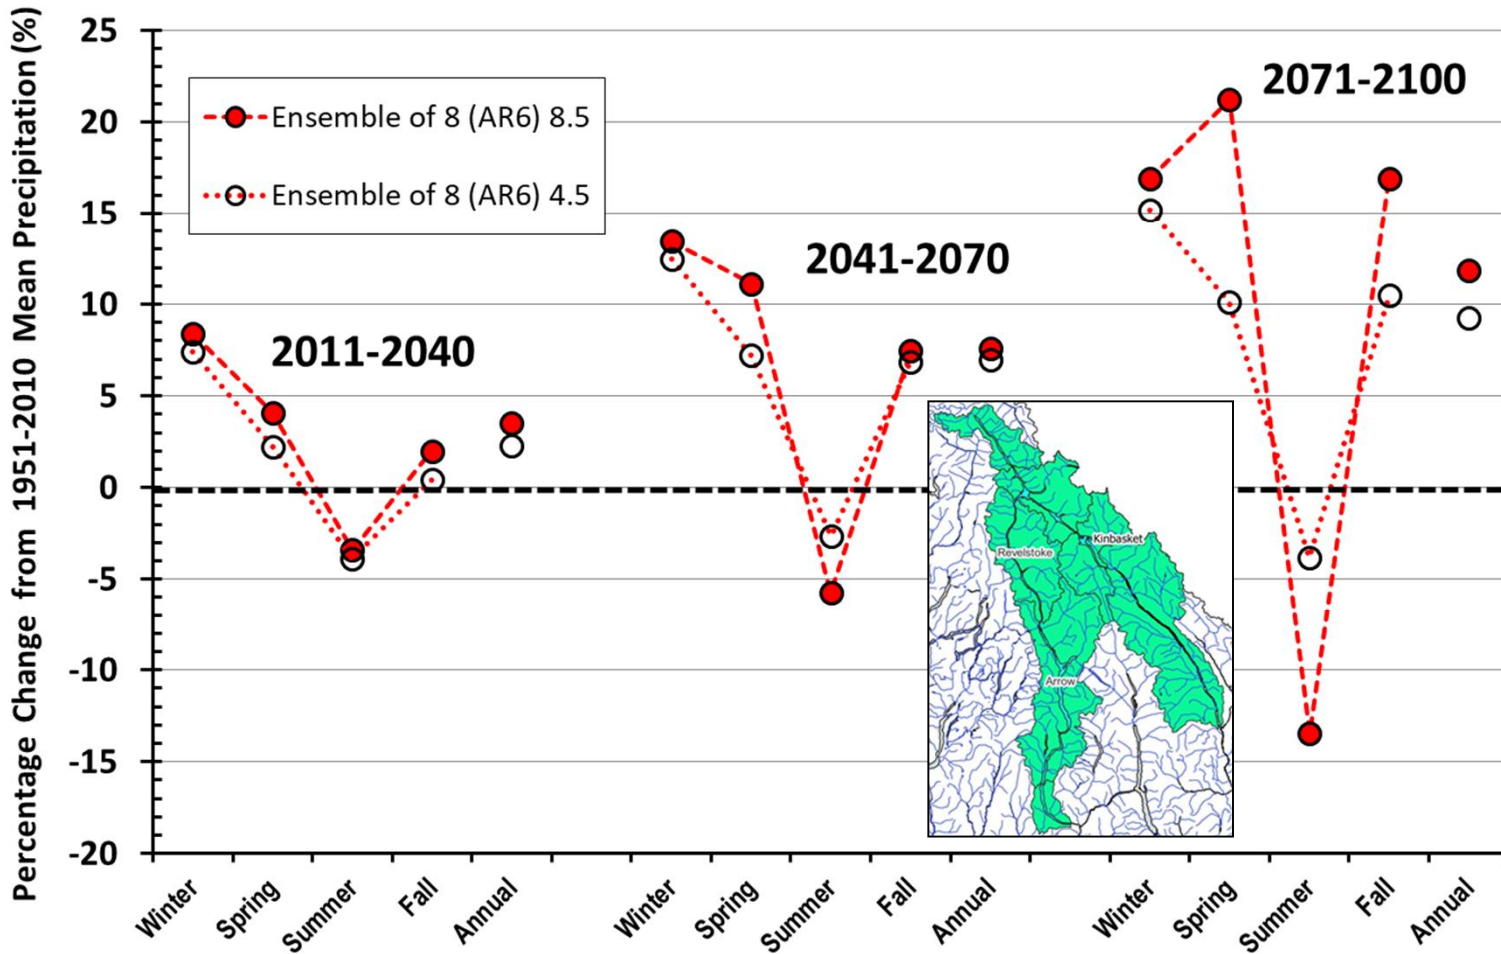 Percentage Change from 1951-2010 Mean Precipitation (%)
25
20
15
10
5
0
-5
-10
-15
-20
Ensemble of 8 (AR6) 8.5
Ensemble of 8 (AR6) 4.5
2011-2040
2041-2070
2071-2100
Kinbasket
Revelstoke
Arrow
Winter
Spring
Summer
Fall
Annual
Winter
Spring
Summer
Fall
Annual
Winter
Spring
Summer
Fall
Annual